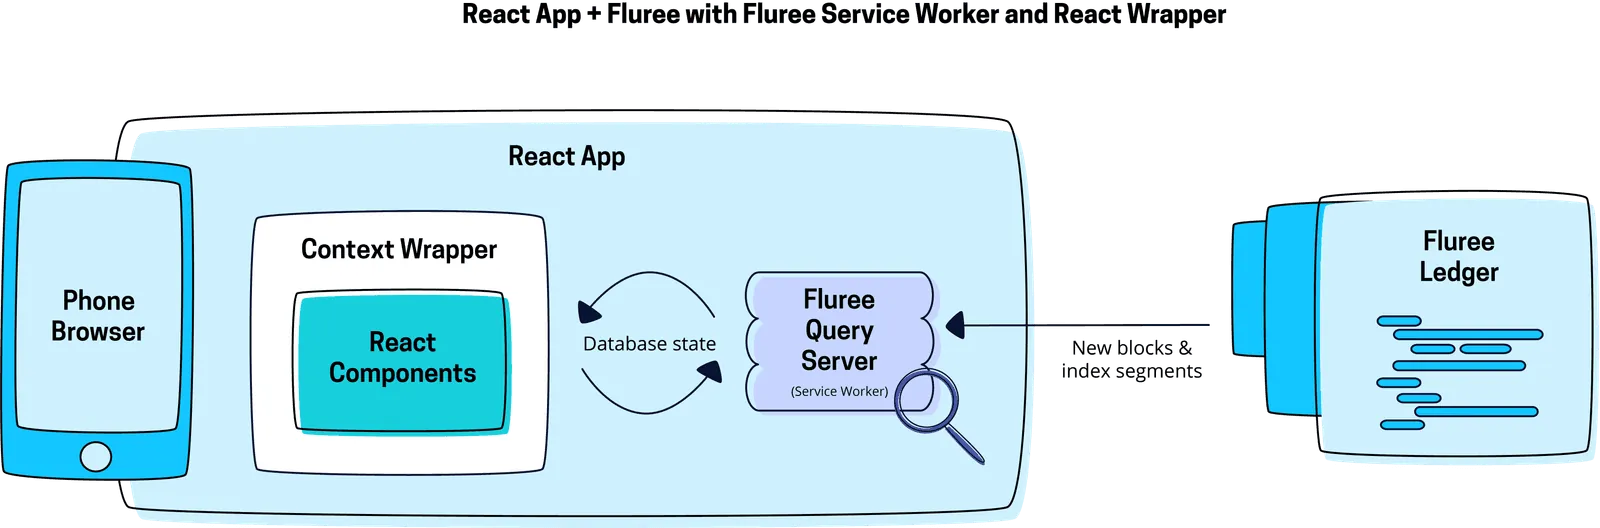 React App + Fluree with Fluree Service Worker and React Wrapper
React App
Phone
Browser
Context Wrapper
React
Components
Database state
Fluree
Query
Server
(Service Worker)
New blocks &
index segments
Fluree
Ledger